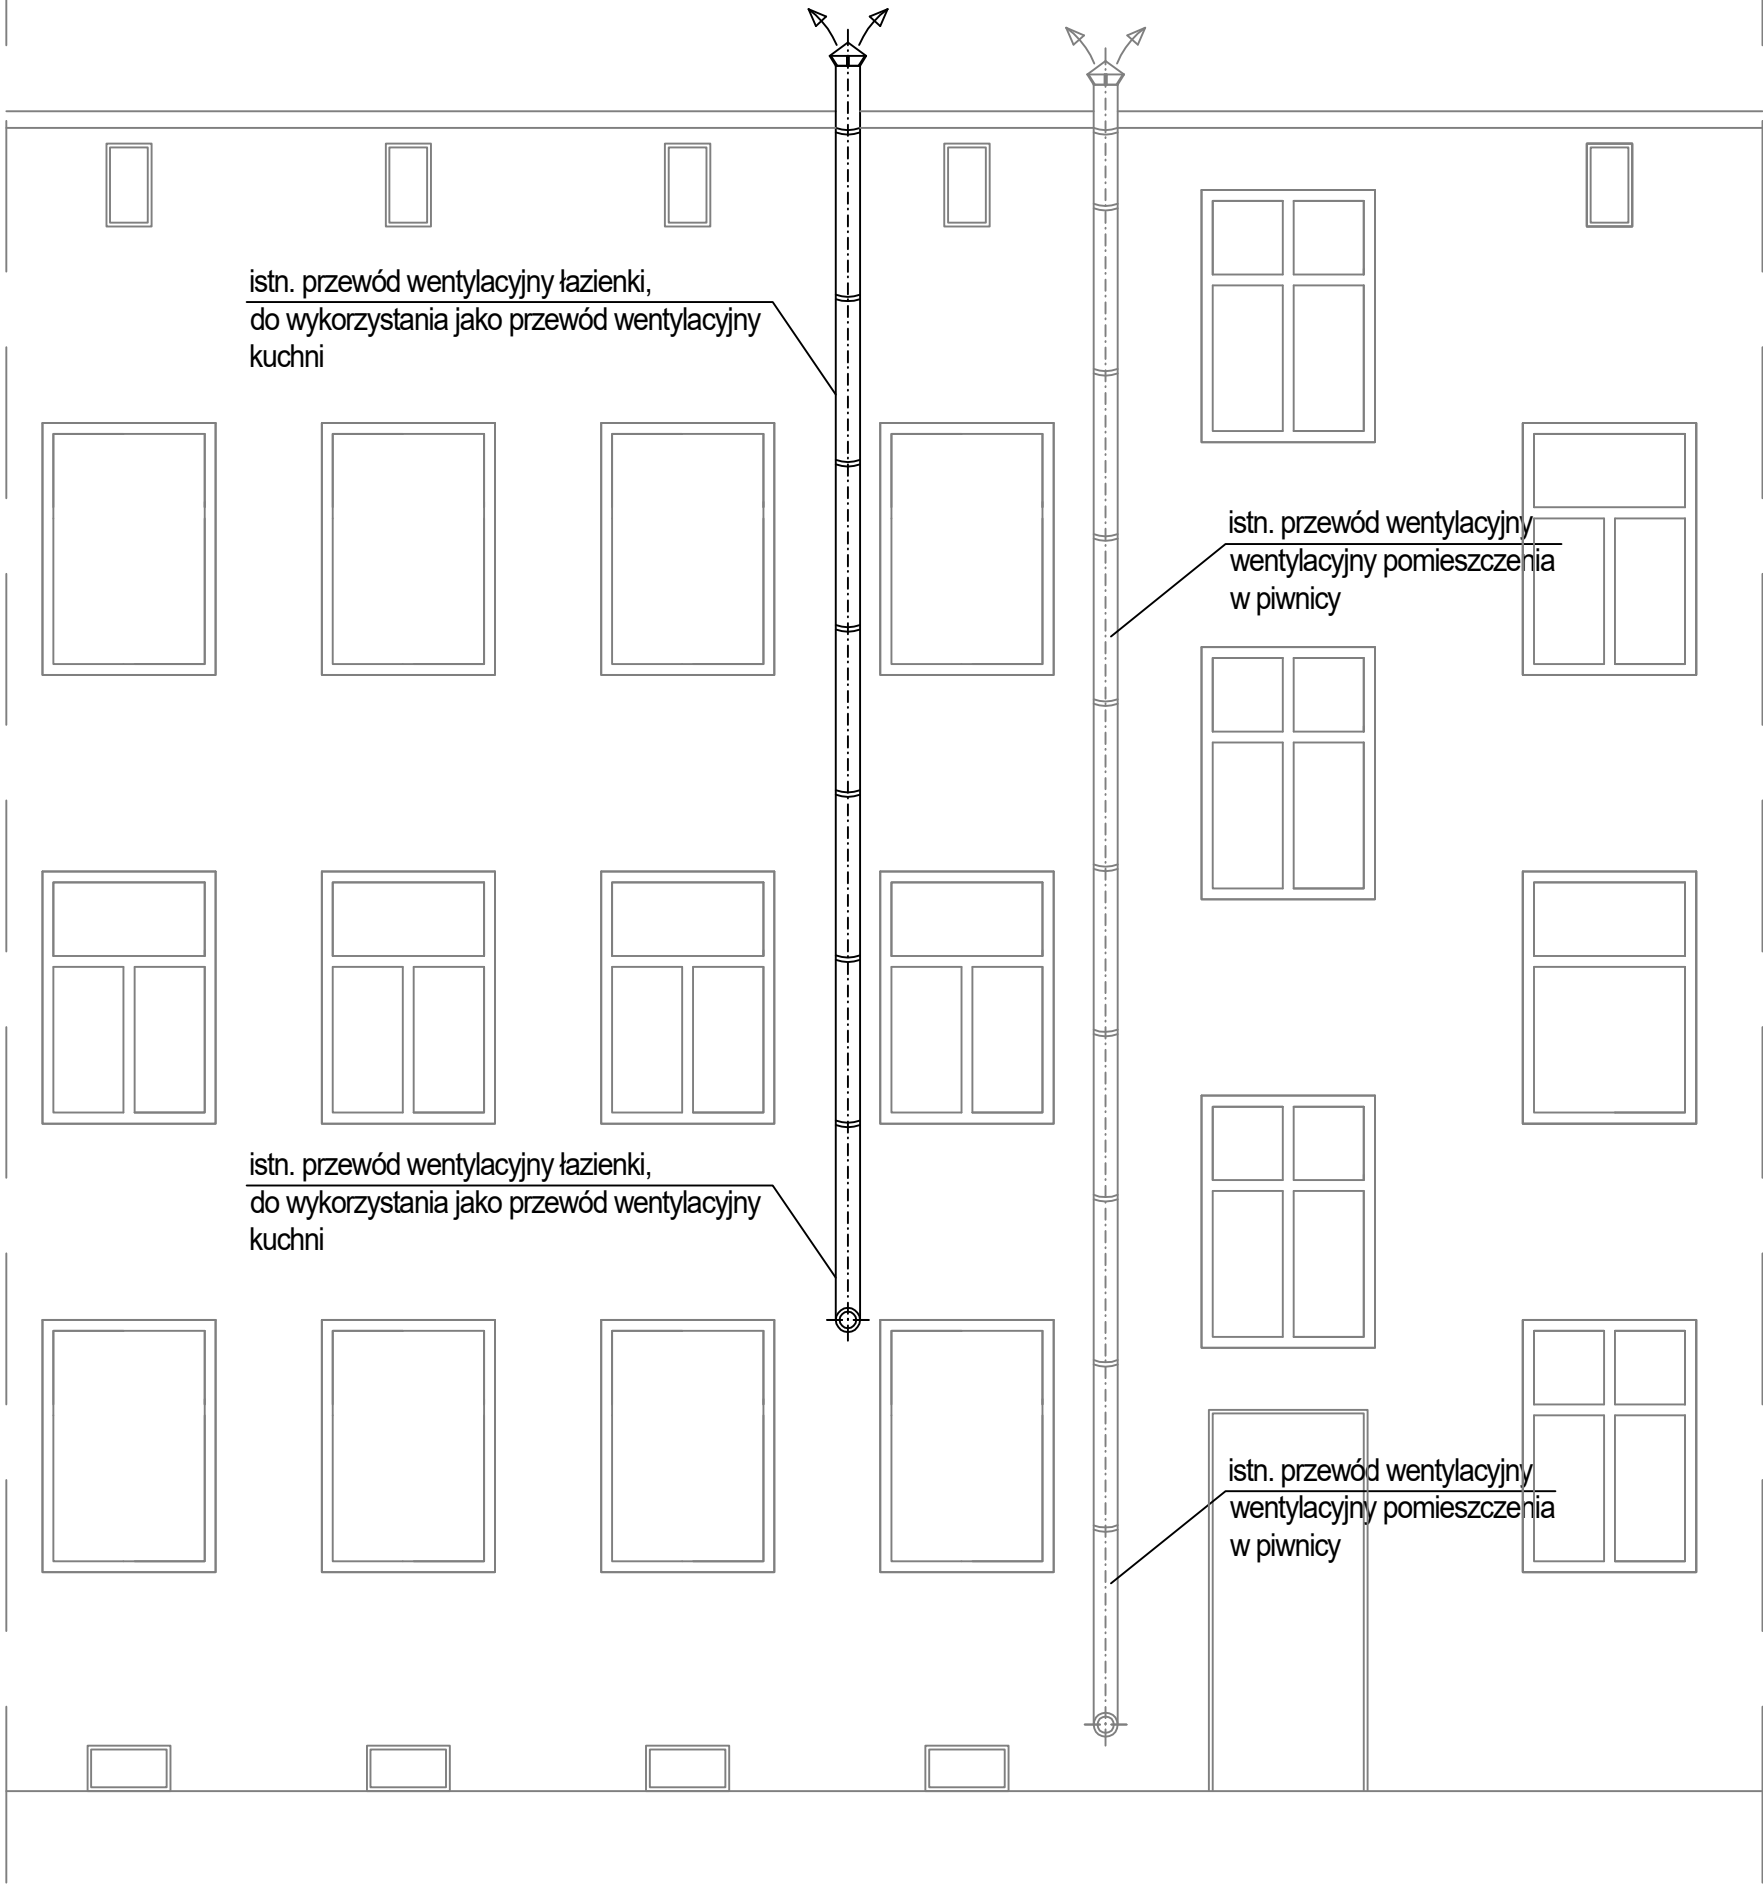 istn. przewód wentylacyjny łazienki,
do wykorzystania jako przewód wentylacyjny
kuchni
istn. przewód wentylacyjny
wentylacyjny pomieszczenia
w piwnicy
istn. przewód wentylacyjny łazienki,
do wykorzystania jako przewód wentylacyjny
kuchni
istn. przewód wentylacyjny
wentylacyjny pomieszczenia
w piwnicy